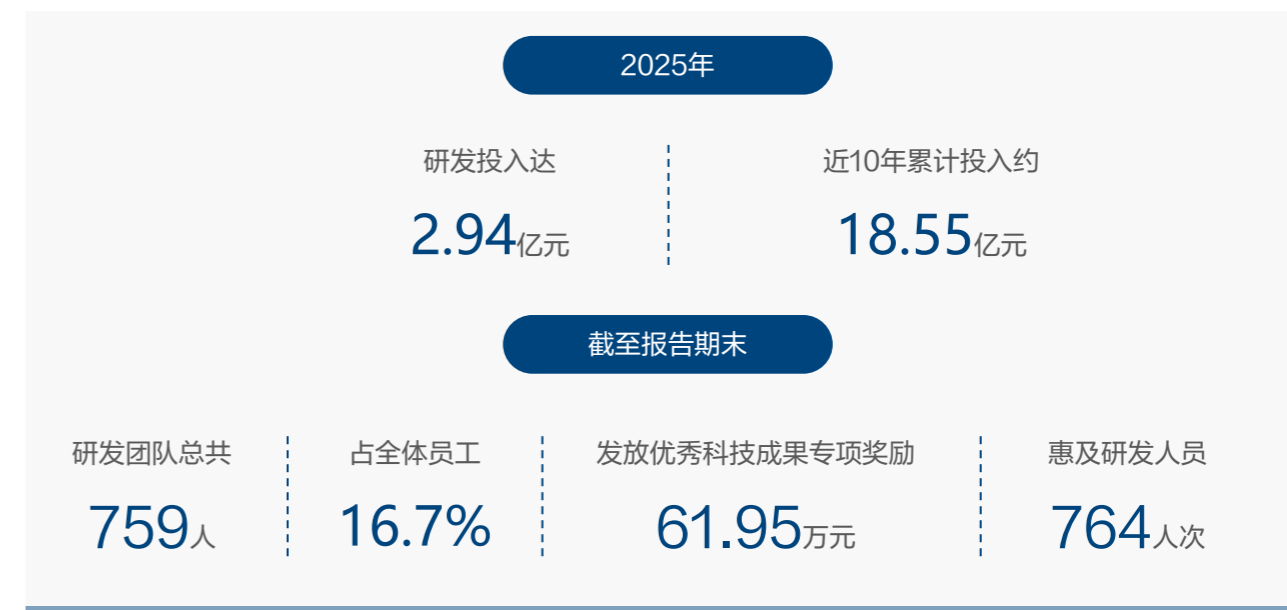 2025年
研发投入达
近10年累计投入约
2.94亿元
18.55亿元
截至报告期末
研发团队总共
占全体员工
发放优秀科技成果专项奖励
惠及研发人员
759人
16.7%
61.95万元
764人次